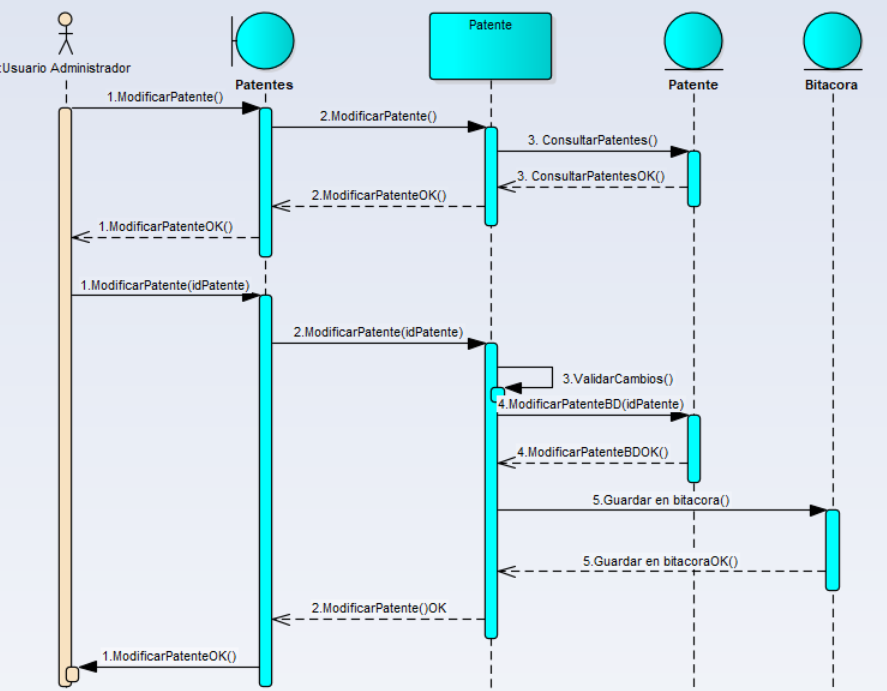 Patente
:Usuario Administrador
Patentes
Patente
Bitacora
1.ModificarPatente()
2.ModificarPatente()
3. ConsultarPatentes()
3. ConsultarPatentesOK()
2.ModificarPatenteOK()
1.ModificarPatenteOK()
1.ModificarPatente(idPatente)
2.ModificarPatente(idPatente)
3.ValidarCambios()
4.ModificarPatenteBD(idPatente)
4.ModificarPatenteBDOK()
5.Guardar en bitacora()
5.Guardar en bitacoraOK()
2.ModificarPatente()OK
1.ModificarPatenteOK()